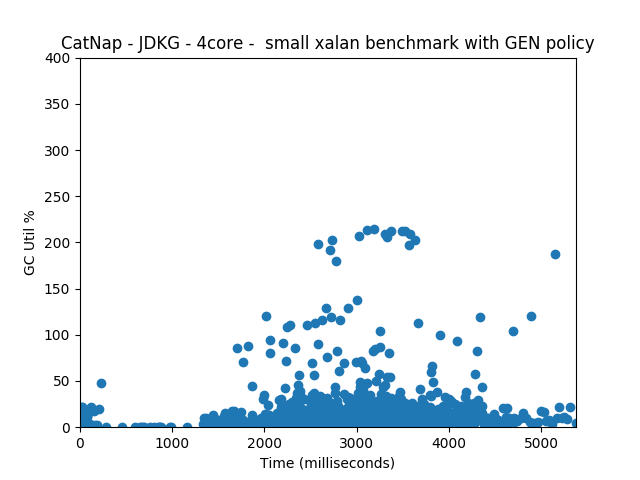 CatNap - JDKG - 4core -  small xalan benchmark with GEN policy
400
350
300
250
200
150
100
50
0
GC Util %
0 1000 2000 3000 4000 5000
Time (milliseconds)